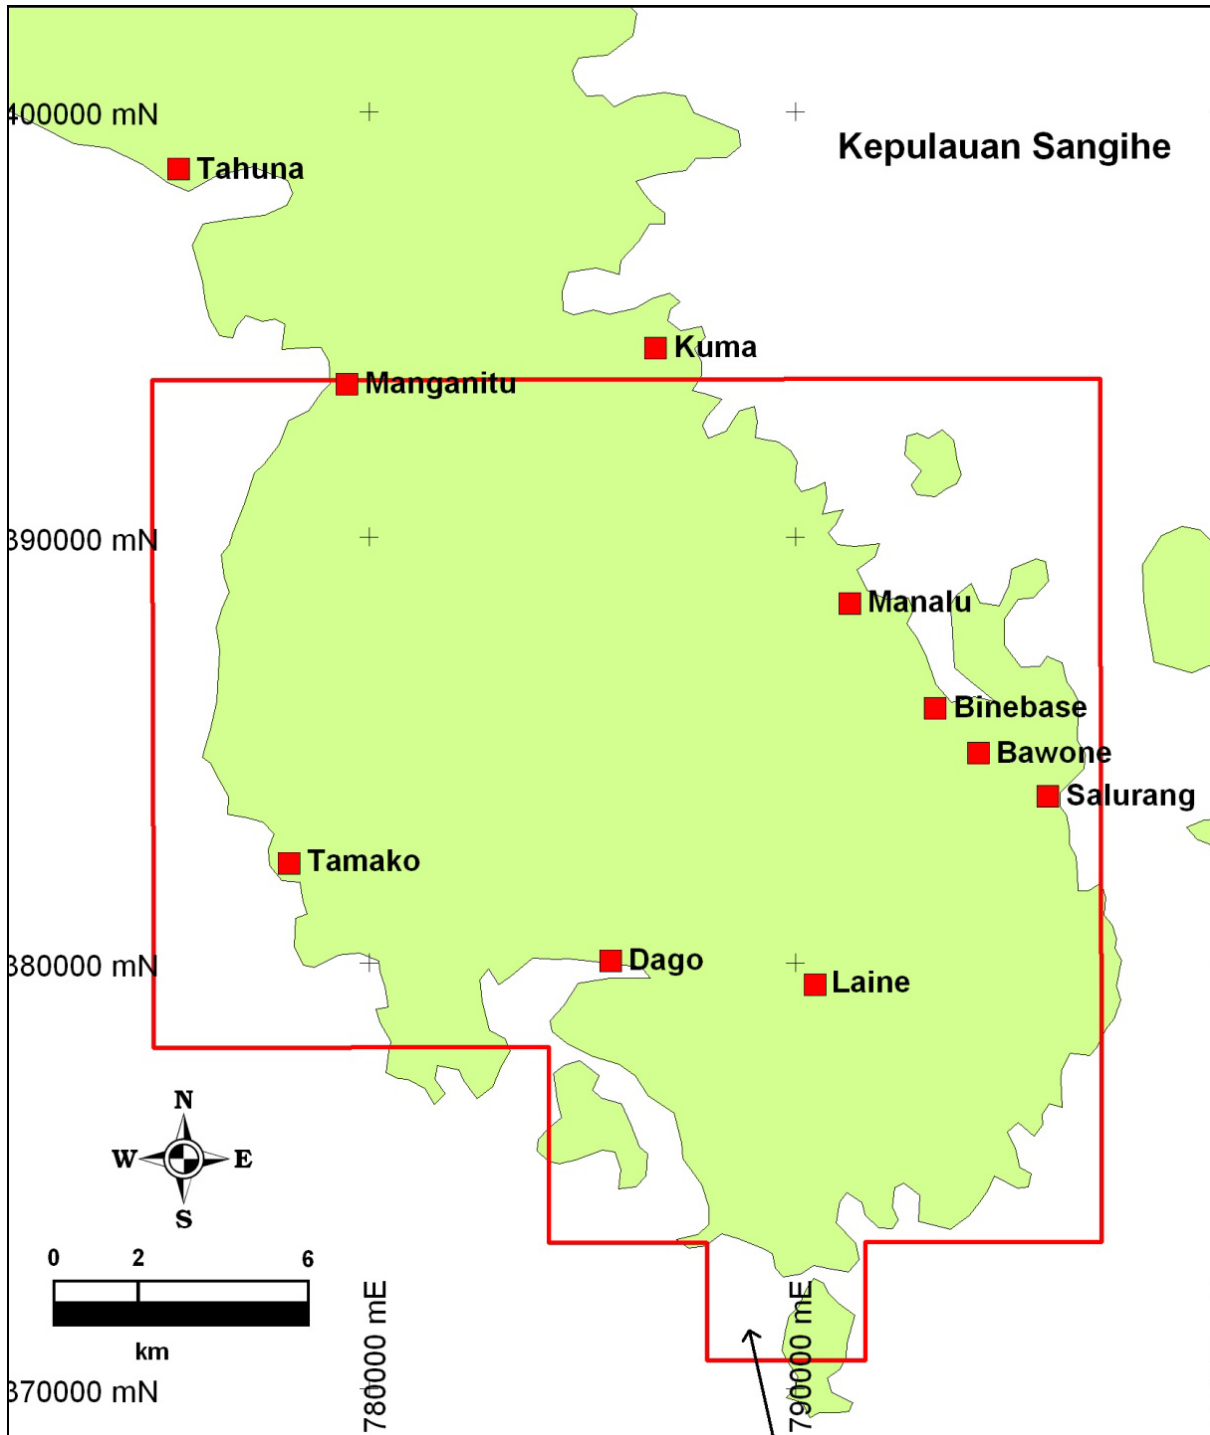 400000 mN
Kepulauan Sangihe
Tahuna
Kuma
Manganitu
390000 mN
Manalu
Binebase
Bawone
Salurang
Tamako
380000 mN
Dago
Laine
N
W E
S
0 2 6
km
780000 mE
790000 mE
370000 mN